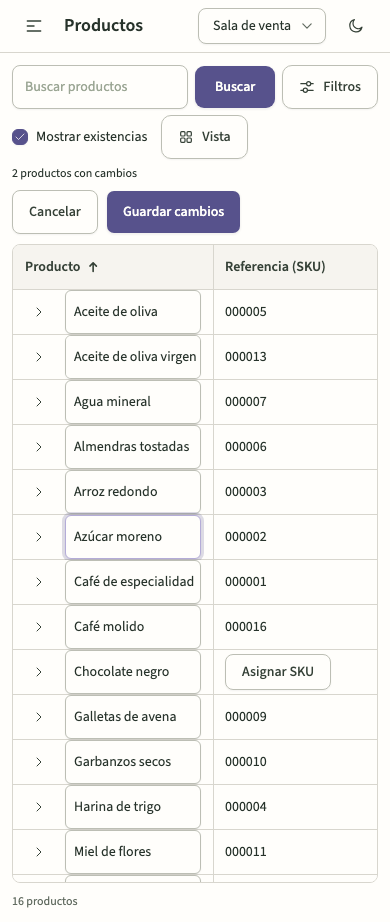 Productos
Sala de venta
Buscar productos
Buscar
Filtros
Mostrar existencias
Vista
2 productos con cambios
Cancelar
Guardar cambios
Producto ↑
Referencia (SKU)
Aceite de oliva
000005
Aceite de oliva virgen
000013
Agua mineral
000007
Almendras tostadas
000006
Arroz redondo
000003
Azúcar moreno
000002
Café de especialidad
000001
Café molido
000016
Chocolate negro
Asignar SKU
Galletas de avena
000009
Garbanzos secos
000010
Harina de trigo
000004
Miel de flores
000011
16 productos